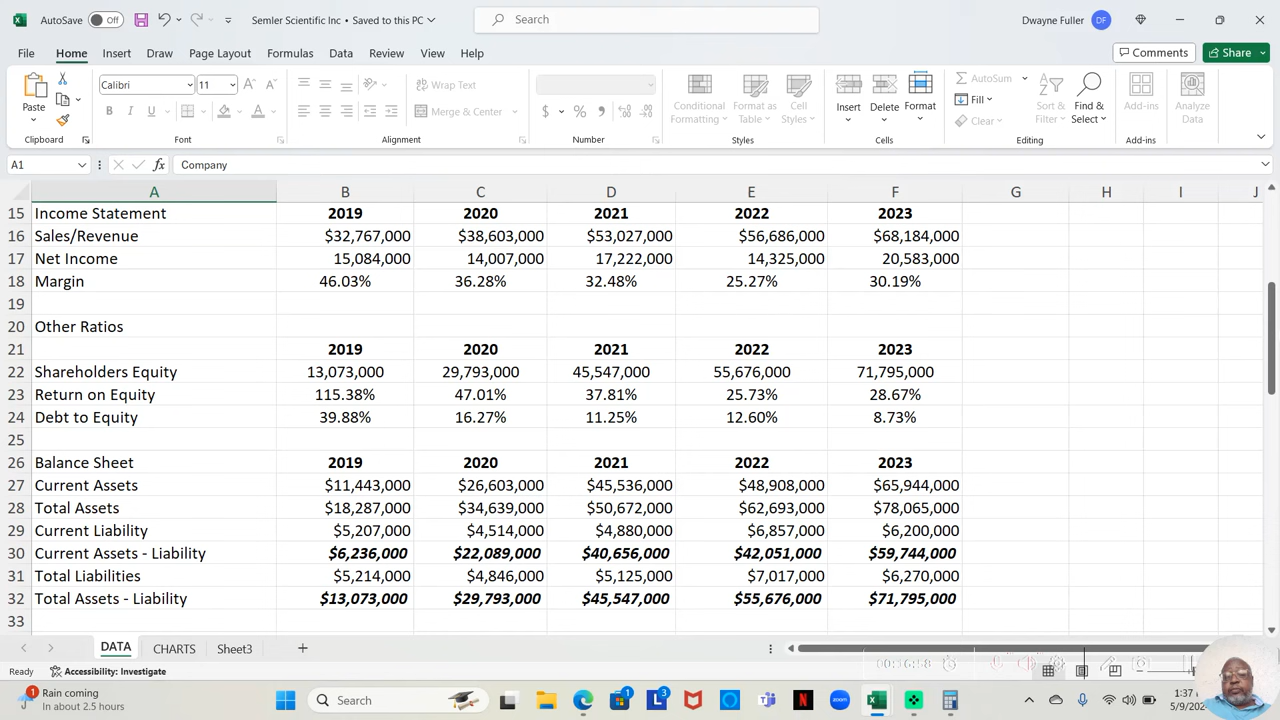 AutoSave Off Semler Scientific Inc • Saved to this PC Search Dwayne Fuller DF
File Home Insert Draw Page Layout Formulas Data Review View Help Comments Share
Calibri 11 Wrap Text AutoSum
Paste B I U Merge & Center $ % Conditional Formatting Format as Table Cell Styles Insert Delete Format Fill Clear Sort & Filter Find & Select Add-ins Analyze Data
Clipboard Font Alignment Number Styles Cells Editing Add-ins
A1 fx Company
A B C D E F G H I J
15 Income Statement 2019 2020 2021 2022 2023
16 Sales/Revenue $32,767,000 $38,603,000 $53,027,000 $56,686,000 $68,184,000
17 Net Income 15,084,000 14,007,000 17,222,000 14,325,000 20,583,000
18 Margin 46.03% 36.28% 32.48% 25.27% 30.19%
19
20 Other Ratios
21 2019 2020 2021 2022 2023
22 Shareholders Equity 13,073,000 29,793,000 45,547,000 55,676,000 71,795,000
23 Return on Equity 115.38% 47.01% 37.81% 25.73% 28.67%
24 Debt to Equity 39.88% 16.27% 11.25% 12.60% 8.73%
25
26 Balance Sheet 2019 2020 2021 2022 2023
27 Current Assets $11,443,000 $26,603,000 $45,536,000 $48,908,000 $65,944,000
28 Total Assets $18,287,000 $34,639,000 $50,672,000 $62,693,000 $78,065,000
29 Current Liability $5,207,000 $4,514,000 $4,880,000 $6,857,000 $6,200,000
30 Current Assets - Liability $6,236,000 $22,089,000 $40,656,000 $42,051,000 $59,744,000
31 Total Liabilities $5,214,000 $4,846,000 $5,125,000 $7,017,000 $6,270,000
32 Total Assets - Liability $13,073,000 $29,793,000 $45,547,000 $55,676,000 $71,795,000
33
DATA CHARTS Sheet3
Ready Accessibility: Investigate 00:16:58
Rain coming
In about 2.5 hours
Search
1:37
5/9/202